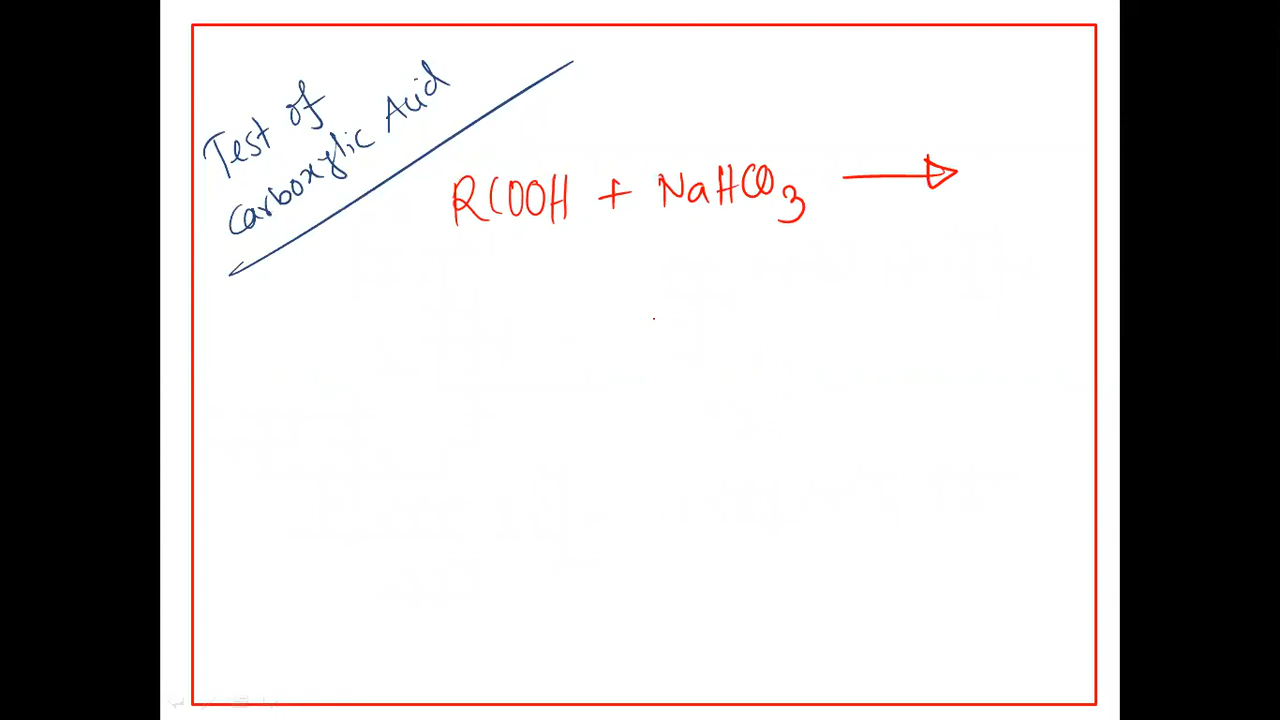 Test of
carboxylic Acid
RCOOH + NaHCO3 →